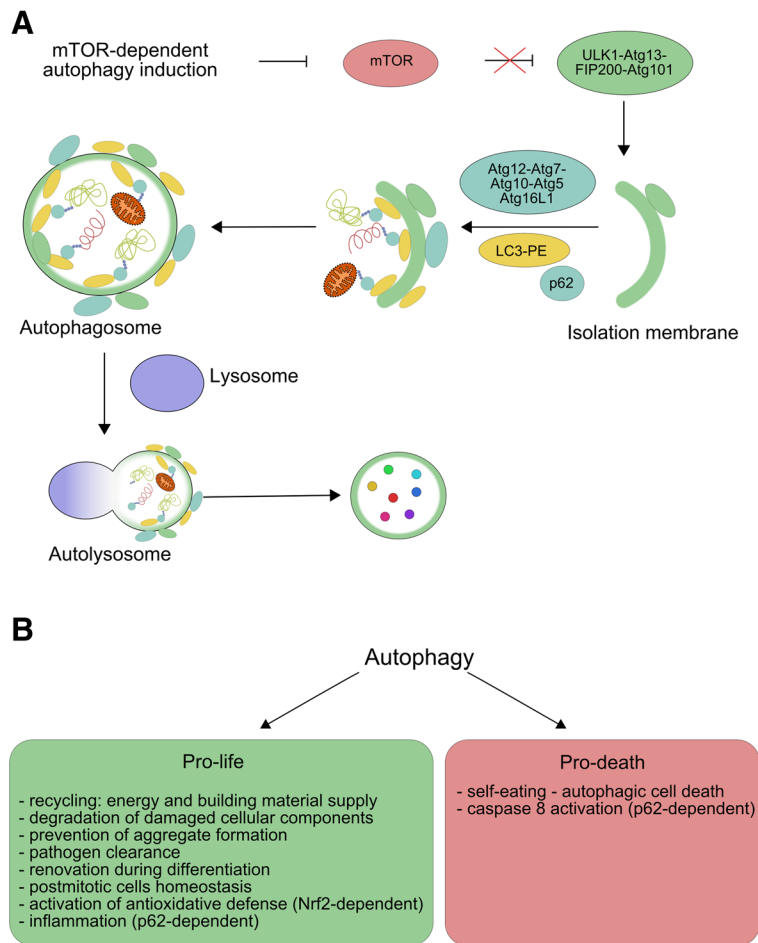 A
mTOR-dependent
autophagy induction
mTOR
ULK1-Atg13-
FIP200-Atg101
Atg12-Atg7-
Atg10-Atg5
Atg16L1
LC3-PE
p62
Isolation membrane
Autophagosome
Lysosome
Autolysosome
B
Autophagy
Pro-life
- recycling: energy and building material supply
- degradation of damaged cellular components
- prevention of aggregate formation
- pathogen clearance
- renovation during differentiation
- postmitotic cells homeostasis
- activation of antioxidative defense (Nrf2-dependent)
- inflammation (p62-dependent)
Pro-death
- self-eating - autophagic cell death
- caspase 8 activation (p62-dependent)